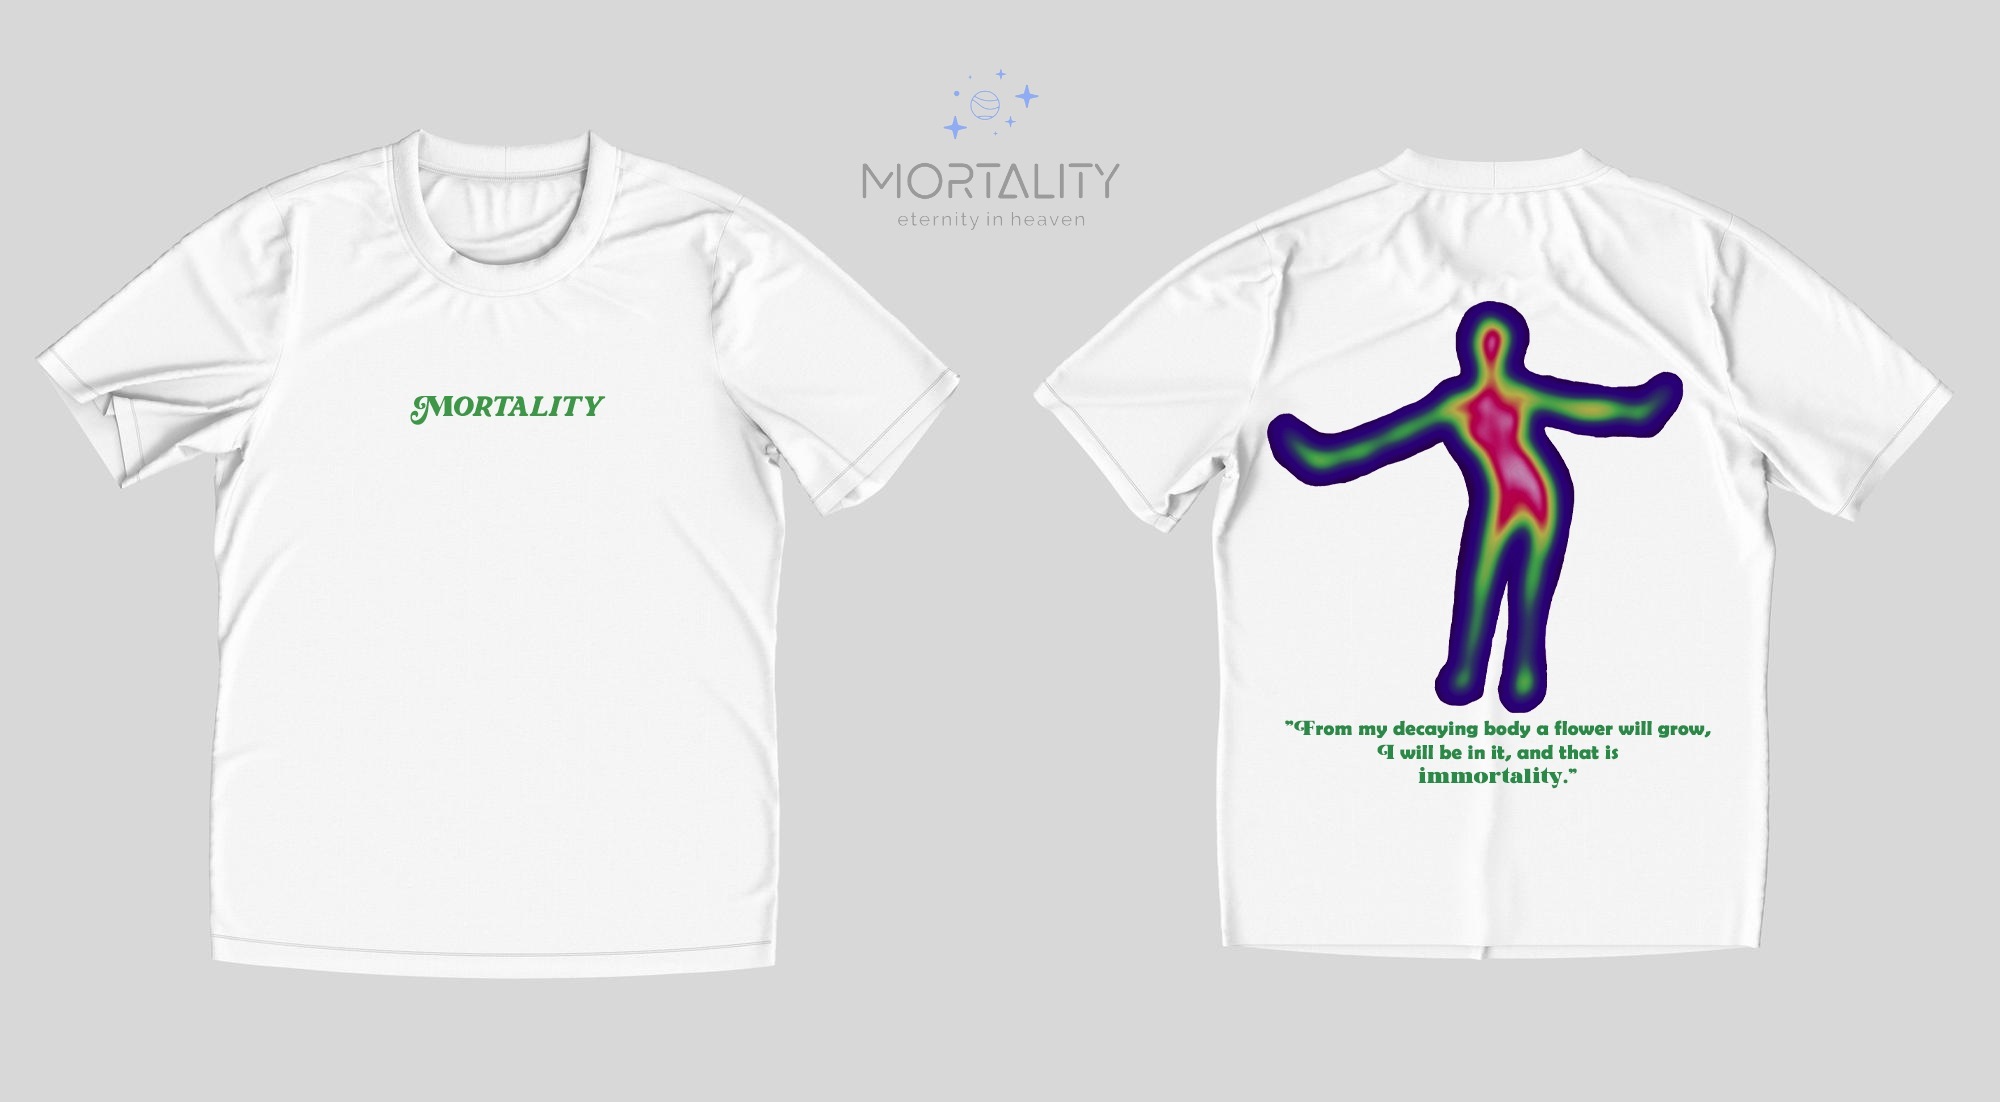 MORTALITY
eternity in heaven
MORTALITY
”From my decaying body a flower will grow,
I will be in it, and that is
immortality.”